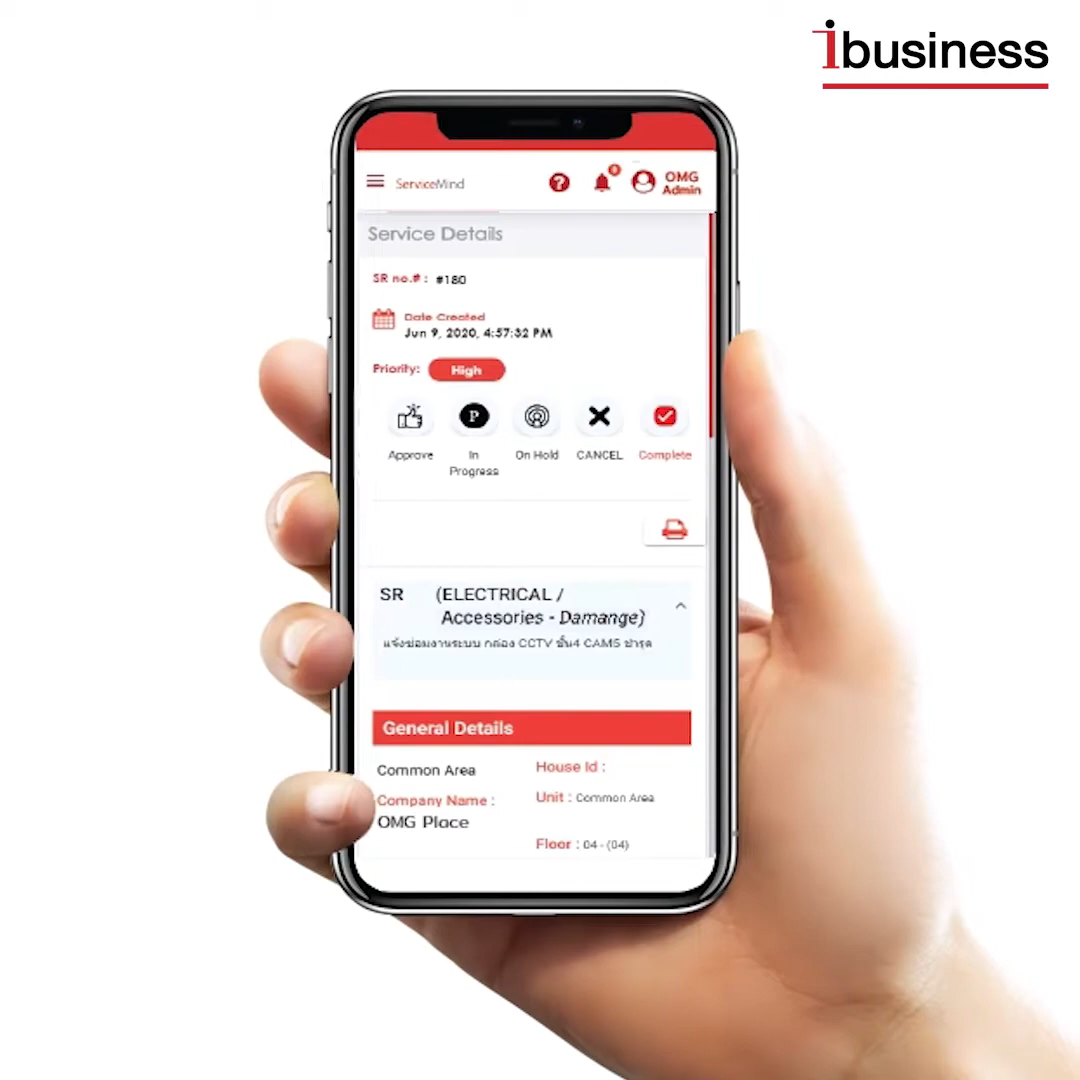 ibusiness
ServiceMind
?
OMG
Admin
Service Details
SR no.# : #180
Date Created
Jun 9, 2020, 4:57:32 PM
Priority: High
P
Approve In Progress On Hold CANCEL Complete
SR (ELECTRICAL /
Accessories - Damange)
แจ้งซ่อมงานระบบ กล่อง CCTV ชั้น4 CAM5 ชำรุด
General Details
Common Area House Id :
Company Name : Unit : Common Area
OMG Place
Floor : 04 - (04)